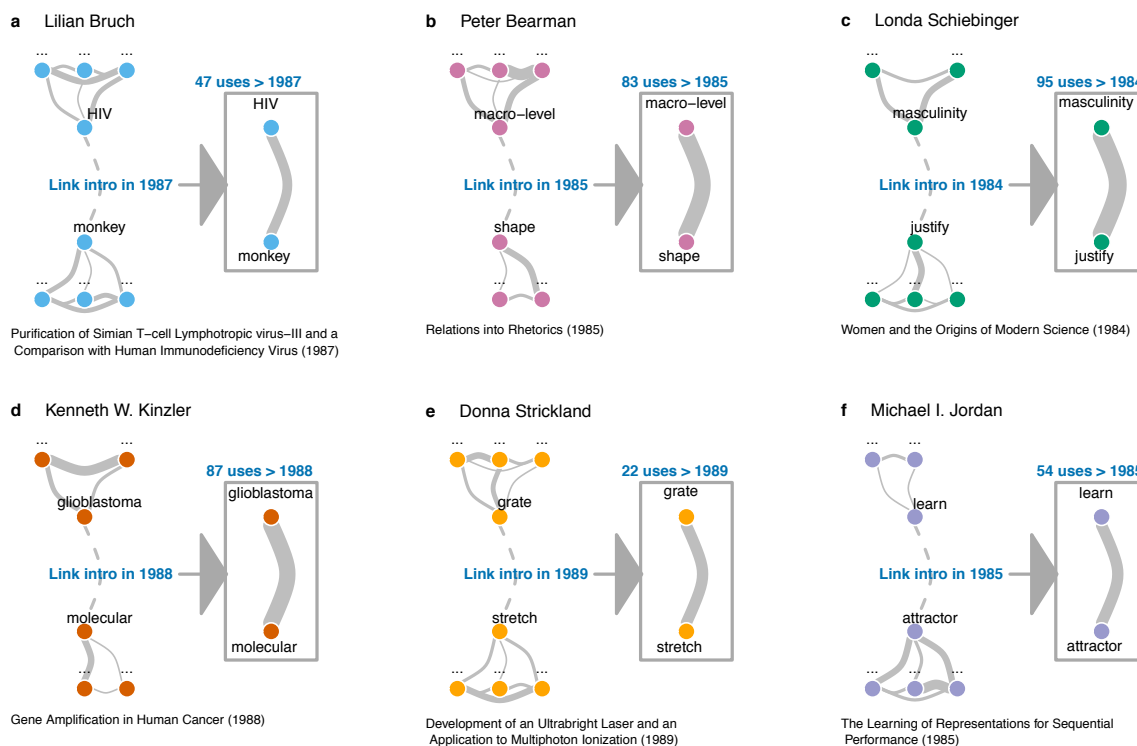 a Lilian Bruch
... ... ...
47 uses > 1987
HIV
HIV
Link intro in 1987
monkey
monkey
... ... ...
Purification of Simian T−cell Lymphotropic virus−III and a
Comparison with Human Immunodeficiency Virus (1987)
b Peter Bearman
... ... ...
83 uses > 1985
macro−level
macro−level
Link intro in 1985
shape
shape
... ...
Relations into Rhetorics (1985)
c Londa Schiebinger
... ...
95 uses > 1984
masculinity
masculinity
Link intro in 1984
justify
justify
... ... ...
Women and the Origins of Modern Science (1984)
d Kenneth W. Kinzler
... ...
87 uses > 1988
glioblastoma
glioblastoma
Link intro in 1988
molecular
molecular
... ...
Gene Amplification in Human Cancer (1988)
e Donna Strickland
... ... ...
22 uses > 1989
grate
grate
Link intro in 1989
stretch
stretch
... ... ...
Development of an Ultrabright Laser and an
Application to Multiphoton Ionization (1989)
f Michael I. Jordan
... ...
54 uses > 1985
learn
learn
Link intro in 1985
attractor
attractor
... ... ...
The Learning of Representations for Sequential
Performance (1985)